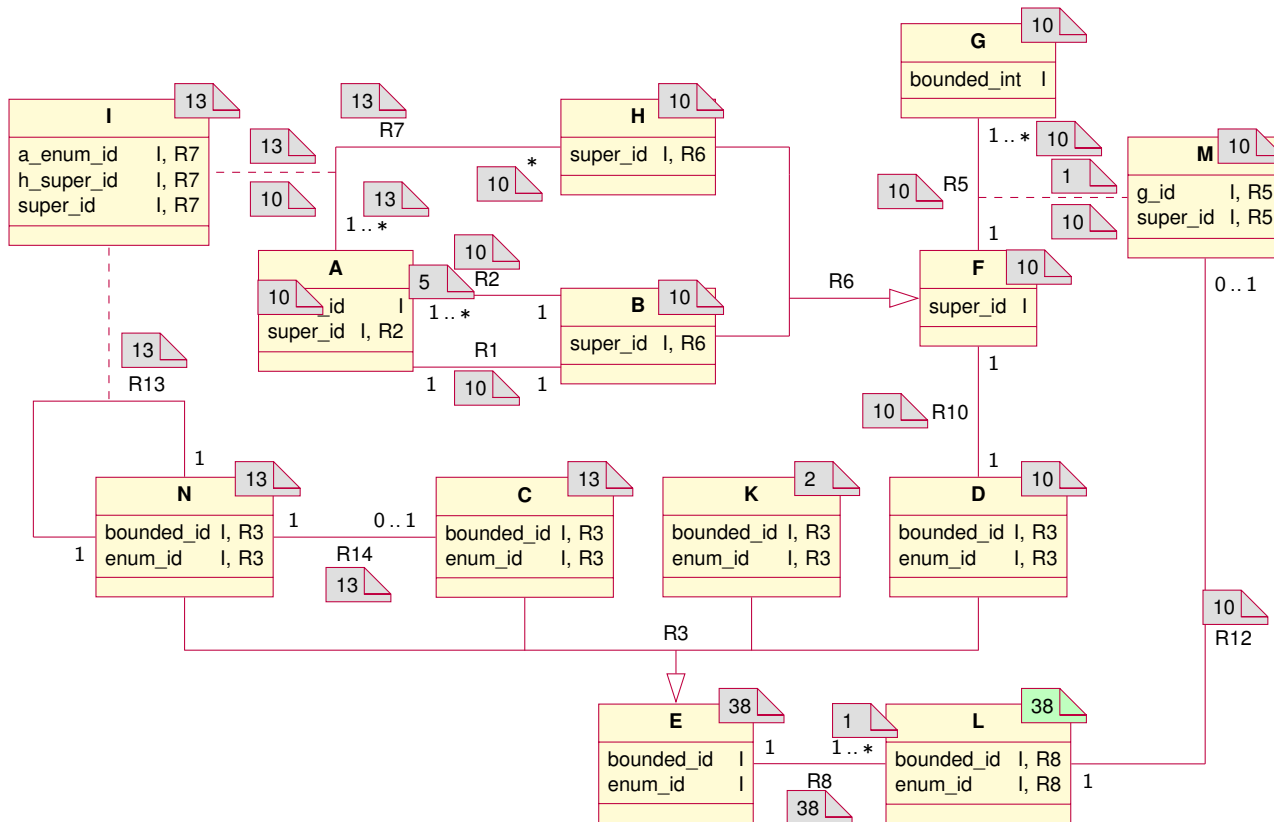 G 10
bounded_int I
I 13
a_enum_id I, R7
h_super_id I, R7
super_id I, R7
13
R7
13
10
13
1 .. *
H 10
super_id I, R6
*
10
1 .. * 10
10 R5
1
10
1
M 10
g_id I, R5
super_id I, R5
0 .. 1
A
10 _id I
super_id I, R2
5
10
R2
1 .. * 1
R1
1 10 1
B 10
super_id I, R6
R6
F 10
super_id I
1
10 R10
1
13
R13
1
1
N 13
bounded_id I, R3
enum_id I, R3
1 0 .. 1
R14
13
C 13
bounded_id I, R3
enum_id I, R3
K 2
bounded_id I, R3
enum_id I, R3
D 10
bounded_id I, R3
enum_id I, R3
10
R12
R3
E 38
bounded_id I
enum_id I
1
1
1 .. *
R8
38
L 38
bounded_id I, R8
enum_id I, R8
1